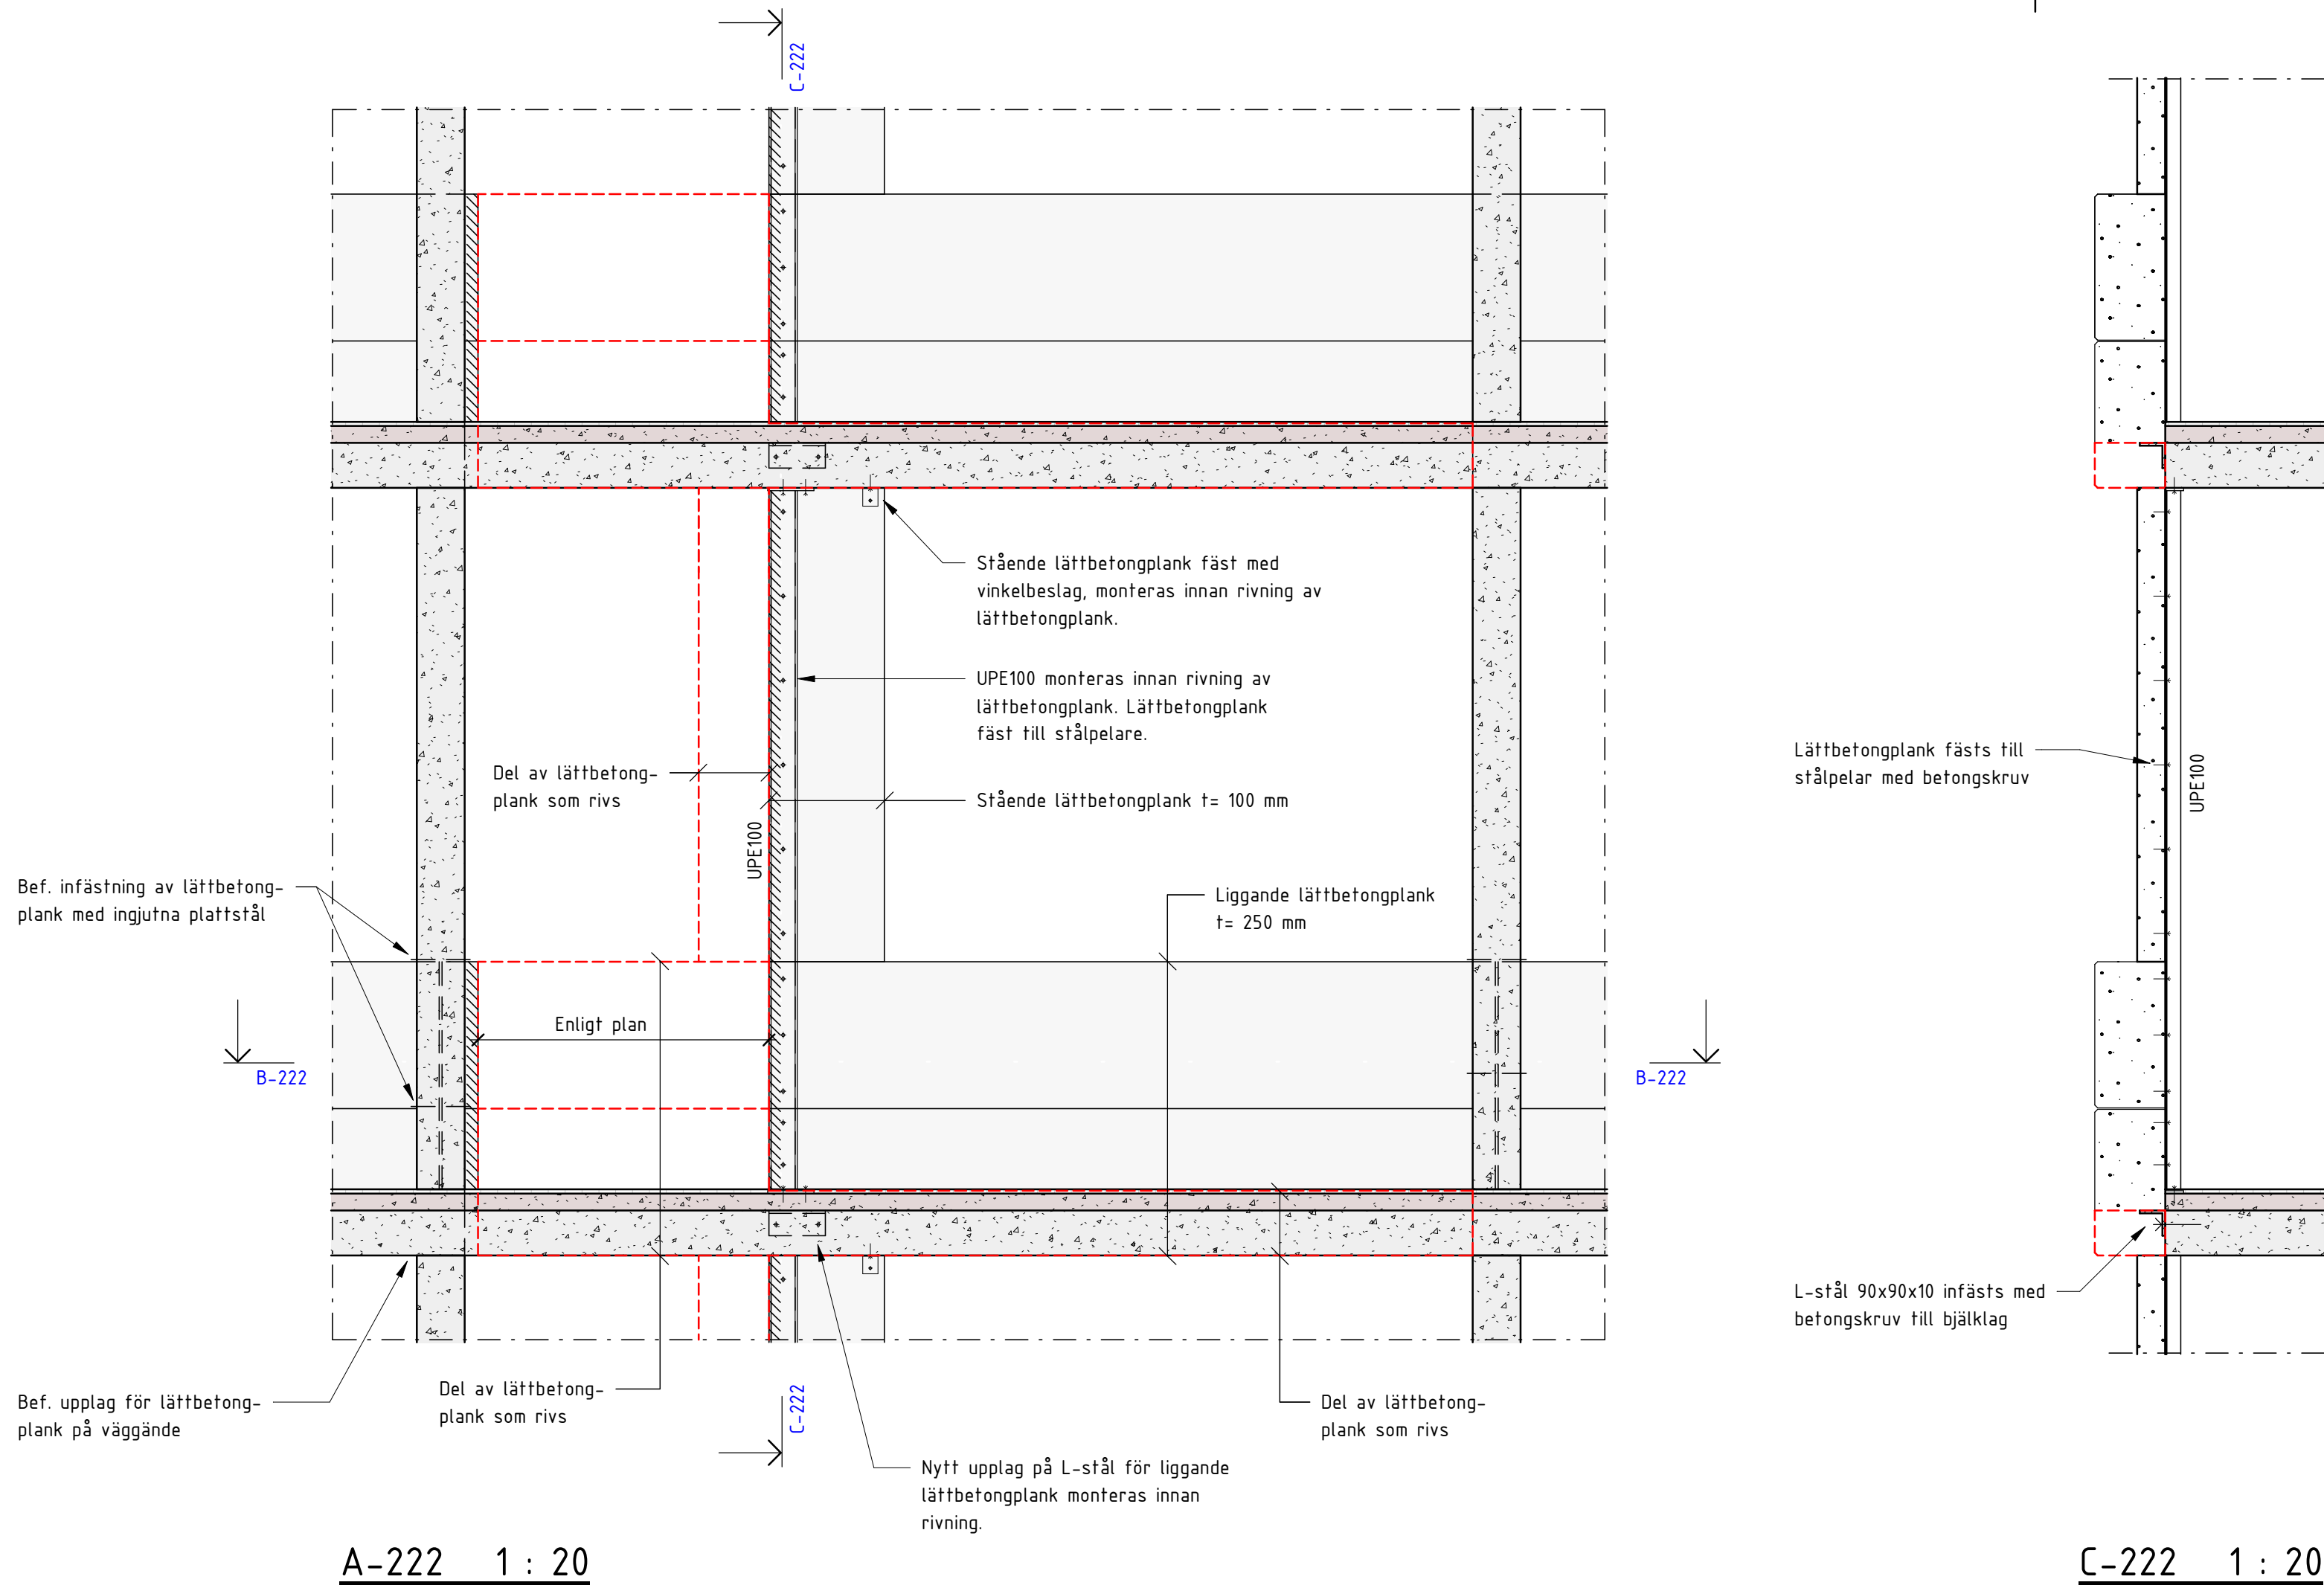 C-222
Stående lättbetongplank fäst med
vinkelbeslag, monteras innan rivning av
lättbetongplank.
UPE100 monteras innan rivning av
lättbetongplank. Lättbetongplank
fäst till stålpelare.
Del av lättbetong-
plank som rivs
Stående lättbetongplank t= 100 mm
UPE100
Bef. infästning av lättbetong-
plank med ingjutna plattstål
Liggande lättbetongplank
t= 250 mm
Enligt plan
B-222
B-222
Bef. upplag för lättbetong-
plank på väggände
Del av lättbetong-
plank som rivs
C-222
Del av lättbetong-
plank som rivs
Nytt upplag på L-stål för liggande
lättbetongplank monteras innan
rivning.
A-222 1 : 20
Lättbetongplank fästs till
stålpelar med betongskruv
UPE100
L-stål 90x90x10 infästs med
betongskruv till bjälklag
C-222 1 : 20